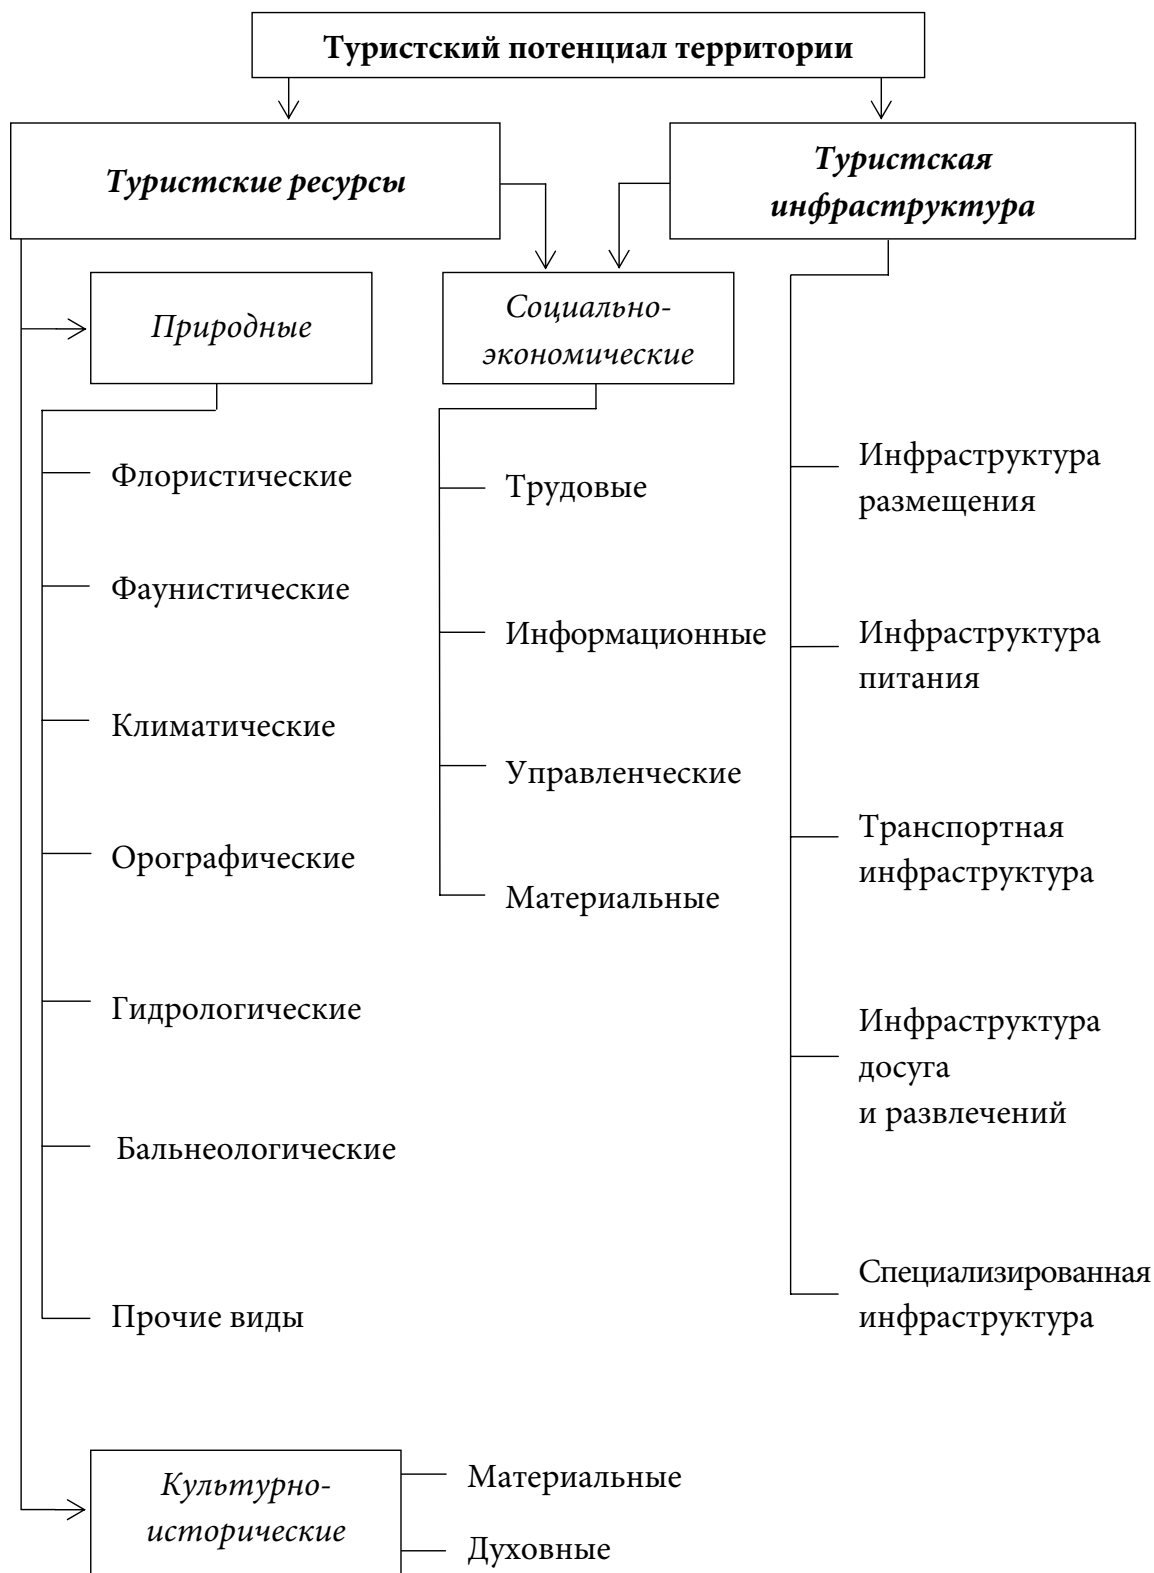 Туристский потенциал территории
Туристские ресурсы
Туристская
инфраструктура
Природные
Социально-
экономические
Флористические
Фаунистические
Климатические
Орографические
Гидрологические
Бальнеологические
Прочие виды
Трудовые
Информационные
Управленческие
Материальные
Инфраструктура
размещения
Инфраструктура
питания
Транспортная
инфраструктура
Инфраструктура
досуга
и развлечений
Специализированная
инфраструктура
Культурно-
исторические
Материальные
Духовные